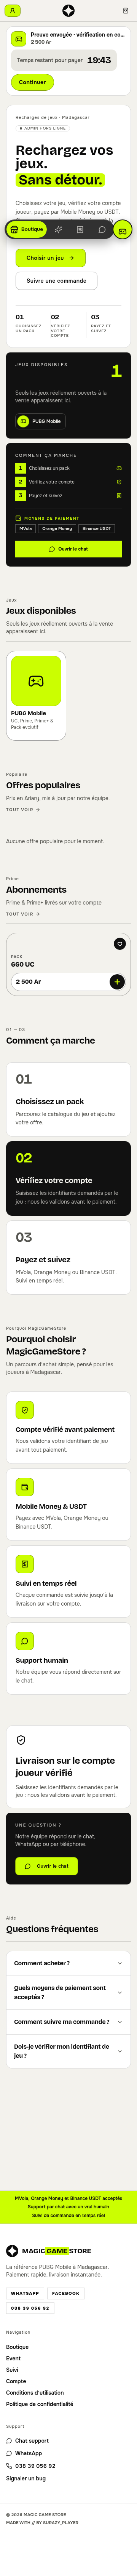 Preuve envoyée · vérification en co…
2 500 Ar
Temps restant pour payer 19:43
Continuer
Recharges de jeux · Madagascar
ADMIN HORS LIGNE
Rechargez vos
jeux.
Sans détour.
Choisissez votre jeu, vérifiez votre compte
joueur, payez par Mobile Money ou USDT.
Boutique
Choisir un jeu →
Suivre une commande
01
CHOISISSEZ
UN PACK
02
VÉRIFIEZ
VOTRE
COMPTE
03
PAYEZ ET
SUIVEZ
JEUX DISPONIBLES
1
Seuls les jeux réellement ouverts à la
vente apparaissent ici.
PUBG Mobile
COMMENT ÇA MARCHE
1 Choisissez un pack
2 Vérifiez votre compte
3 Payez et suivez
MOYENS DE PAIEMENT
MVola
Orange Money
Binance USDT
Ouvrir le chat
Jeux
Jeux disponibles
Seuls les jeux réellement ouverts à la vente
apparaissent ici.
PUBG Mobile
UC, Prime, Prime+ &
Pack évolutif
Populaire
Offres populaires
Prix en Ariary, mis à jour par notre équipe.
TOUT VOIR →
Aucune offre populaire pour le moment.
Prime
Abonnements
Prime & Prime+ livrés sur votre compte.
TOUT VOIR →
PACK
660 UC
2 500 Ar
01 — 03
Comment ça marche
01
Choisissez un pack
Parcourez le catalogue du jeu et ajoutez
votre offre.
02
Vérifiez votre compte
Saisissez les identifiants demandés par le
jeu : nous les validons avant le paiement.
03
Payez et suivez
MVola, Orange Money ou Binance USDT.
Suivi en temps réel.
Pourquoi MagicGameStore
Pourquoi choisir
MagicGameStore ?
Un parcours d'achat simple, pensé pour les
joueurs à Madagascar.
Compte vérifié avant paiement
Nous validons votre identifiant de jeu
avant tout paiement.
Mobile Money & USDT
Payez avec MVola, Orange Money ou
Binance USDT.
Suivi en temps réel
Chaque commande est suivie jusqu'à la
livraison sur votre compte.
Support humain
Notre équipe vous répond directement sur
le chat.
Livraison sur le compte
joueur vérifié
Saisissez les identifiants demandés par le
jeu : nous les validons avant le paiement.
UNE QUESTION ?
Notre équipe répond sur le chat,
WhatsApp ou par téléphone.
Ouvrir le chat
Aide
Questions fréquentes
Comment acheter ?
Quels moyens de paiement sont
acceptés ?
Comment suivre ma commande ?
Dois-je vérifier mon identifiant de
jeu ?
MVola, Orange Money et Binance USDT acceptés
Support par chat avec un vrai humain
Suivi de commande en temps réel
MAGIC GAME STORE
La référence PUBG Mobile à Madagascar.
Paiement rapide, livraison instantanée.
WHATSAPP
FACEBOOK
038 39 056 92
Navigation
Boutique
Event
Suivi
Compte
Conditions d'utilisation
Politique de confidentialité
Support
Chat support
WhatsApp
038 39 056 92
Signaler un bug
© 2026 MAGIC GAME STORE
MADE WITH // BY SURAZY_PLAYER